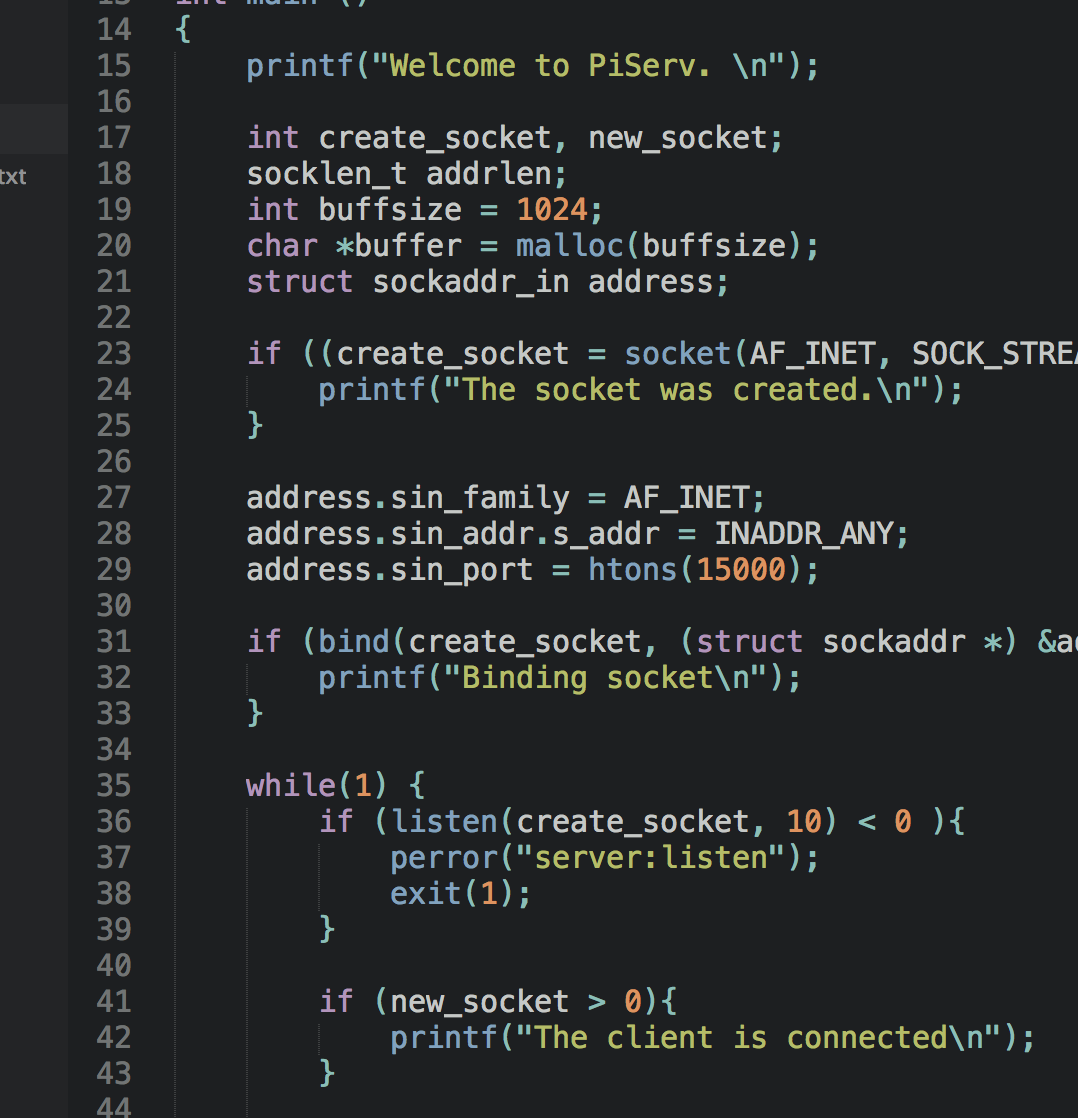 13 int main ()
14 {
txt
15 printf("Welcome to PiServ. \n");
16
17 int create_socket, new_socket;
18 socklen_t addrlen;
19 int buffsize = 1024;
20 char *buffer = malloc(buffsize);
21 struct sockaddr_in address;
22
23 if ((create_socket = socket(AF_INET, SOCK_STREA
24 printf("The socket was created.\n");
25 }
26
27 address.sin_family = AF_INET;
28 address.sin_addr.s_addr = INADDR_ANY;
29 address.sin_port = htons(15000);
30
31 if (bind(create_socket, (struct sockaddr *) &ad
32 printf("Binding socket\n");
33 }
34
35 while(1) {
36 if (listen(create_socket, 10) < 0 ){
37 perror("server:listen");
38 exit(1);
39 }
40
41 if (new_socket > 0){
42 printf("The client is connected\n");
43 }
44